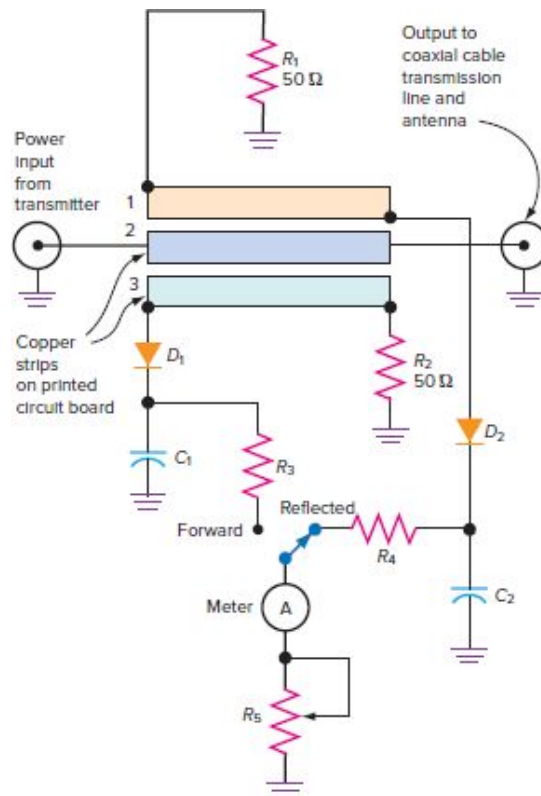 R1
50 Ω
Output to
coaxial cable
transmission
line and
antenna
Power
input
from
transmitter
1
2
3
Copper
strips
on printed
circuit board
D1
R2
50 Ω
D2
C1
R3
Reflected
Forward
R4
C2
Meter
A
R5